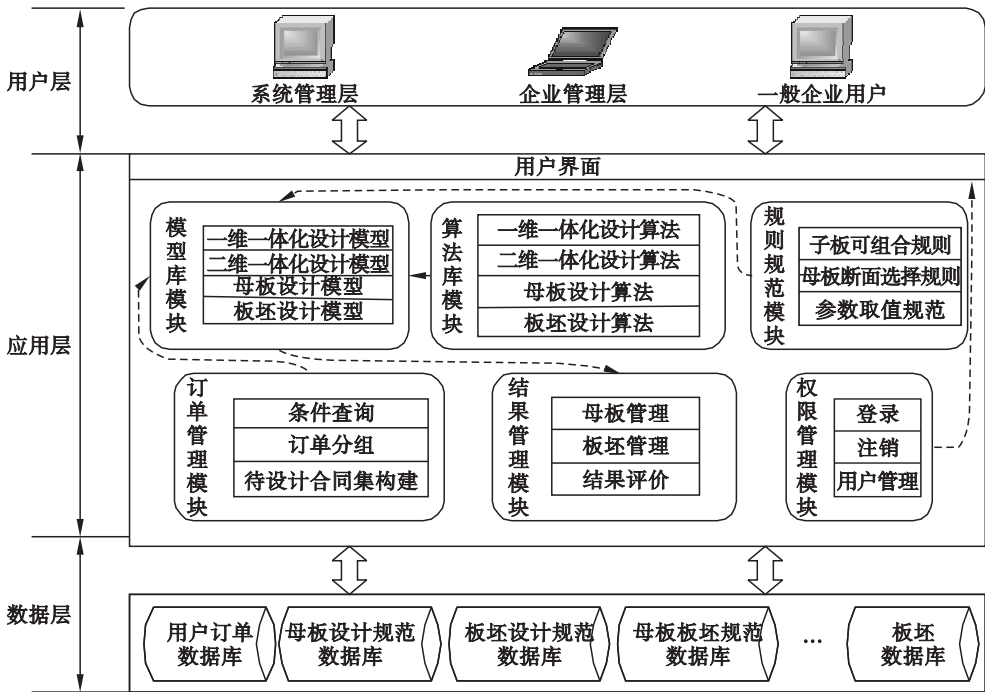 用户层
系统管理层
企业管理层
一般企业用户
应用层
用户界面
模型库模块
一维一体化设计模型
二维一体化设计模型
母板设计模型
板坯设计模型
算法库模块
一维一体化设计算法
二维一体化设计算法
母板设计算法
板坯设计算法
规则规范模块
子板可组合规则
母板断面选择规则
参数取值规范
订单管理模块
条件查询
订单分组
待设计合同集构建
结果管理模块
母板管理
板坯管理
结果评价
权限管理模块
登录
注销
用户管理
数据层
用户订单
数据库
母板设计规范
数据库
板坯设计规范
数据库
母板板坯规范
数据库
…
板坯
数据库